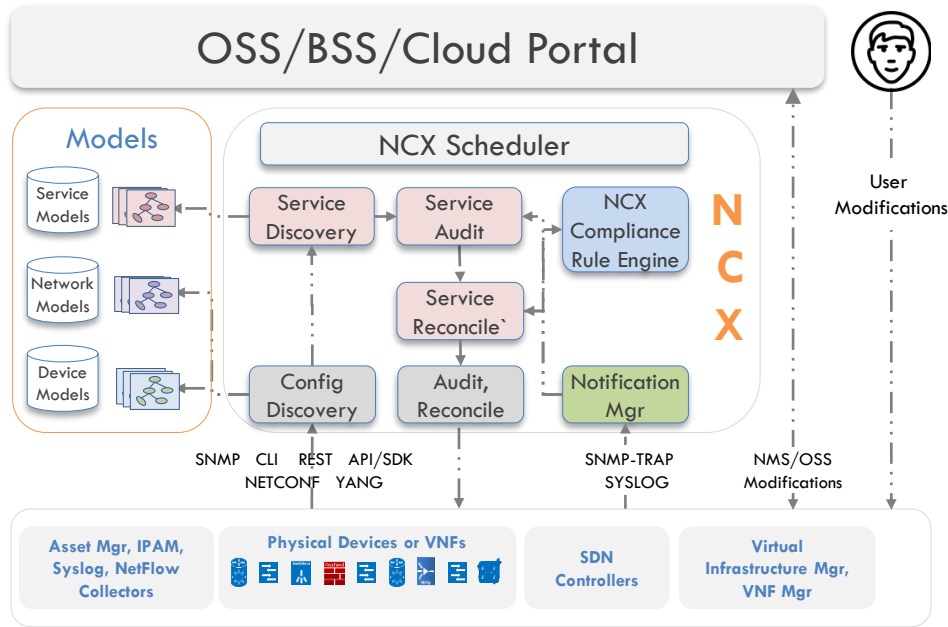 OSS/BSS/Cloud Portal
Models
Service
Models
Network
Models
Device
Models
NCX Scheduler
Service
Discovery
Service
Audit
NCX
Compliance
Rule Engine
Service
Reconcile`
Config
Discovery
Audit,
Reconcile
Notification
Mgr
N
C
X
User
Modifications
SNMP CLI REST API/SDK
NETCONF YANG
SNMP-TRAP
SYSLOG
NMS/OSS
Modifications
Asset Mgr, IPAM,
Syslog, NetFlow
Collectors
Physical Devices or VNFs
SDN
Controllers
Virtual
Infrastructure Mgr,
VNF Mgr